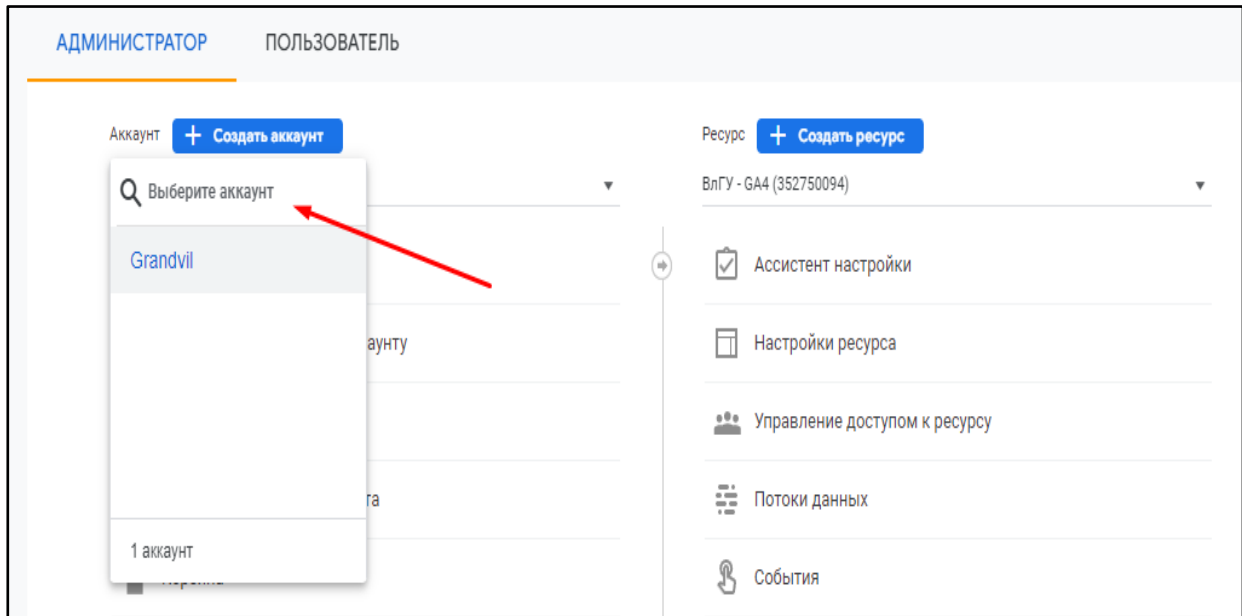 АДМИНИСТРАТОР ПОЛЬЗОВАТЕЛЬ
Аккаунт + Создать аккаунт
Выберите аккаунт
Grandvil
аунту
та
1 аккаунт
Ресурс + Создать ресурс
ВлГУ - GA4 (352750094)
Ассистент настройки
Настройки ресурса
Управление доступом к ресурсу
Потоки данных
События